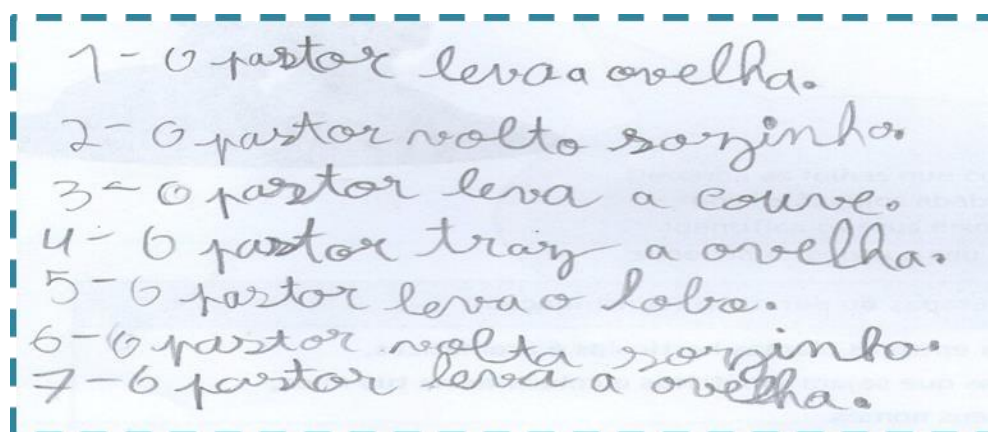 1- O pastor leva a ovelha.
2- O pastor volto sozinho.
3- O pastor leva a couve.
4- O pastor traz a ovelha.
5- O pastor leva o lobo.
6- O pastor volta sozinho.
7- O pastor leva a ovelha.